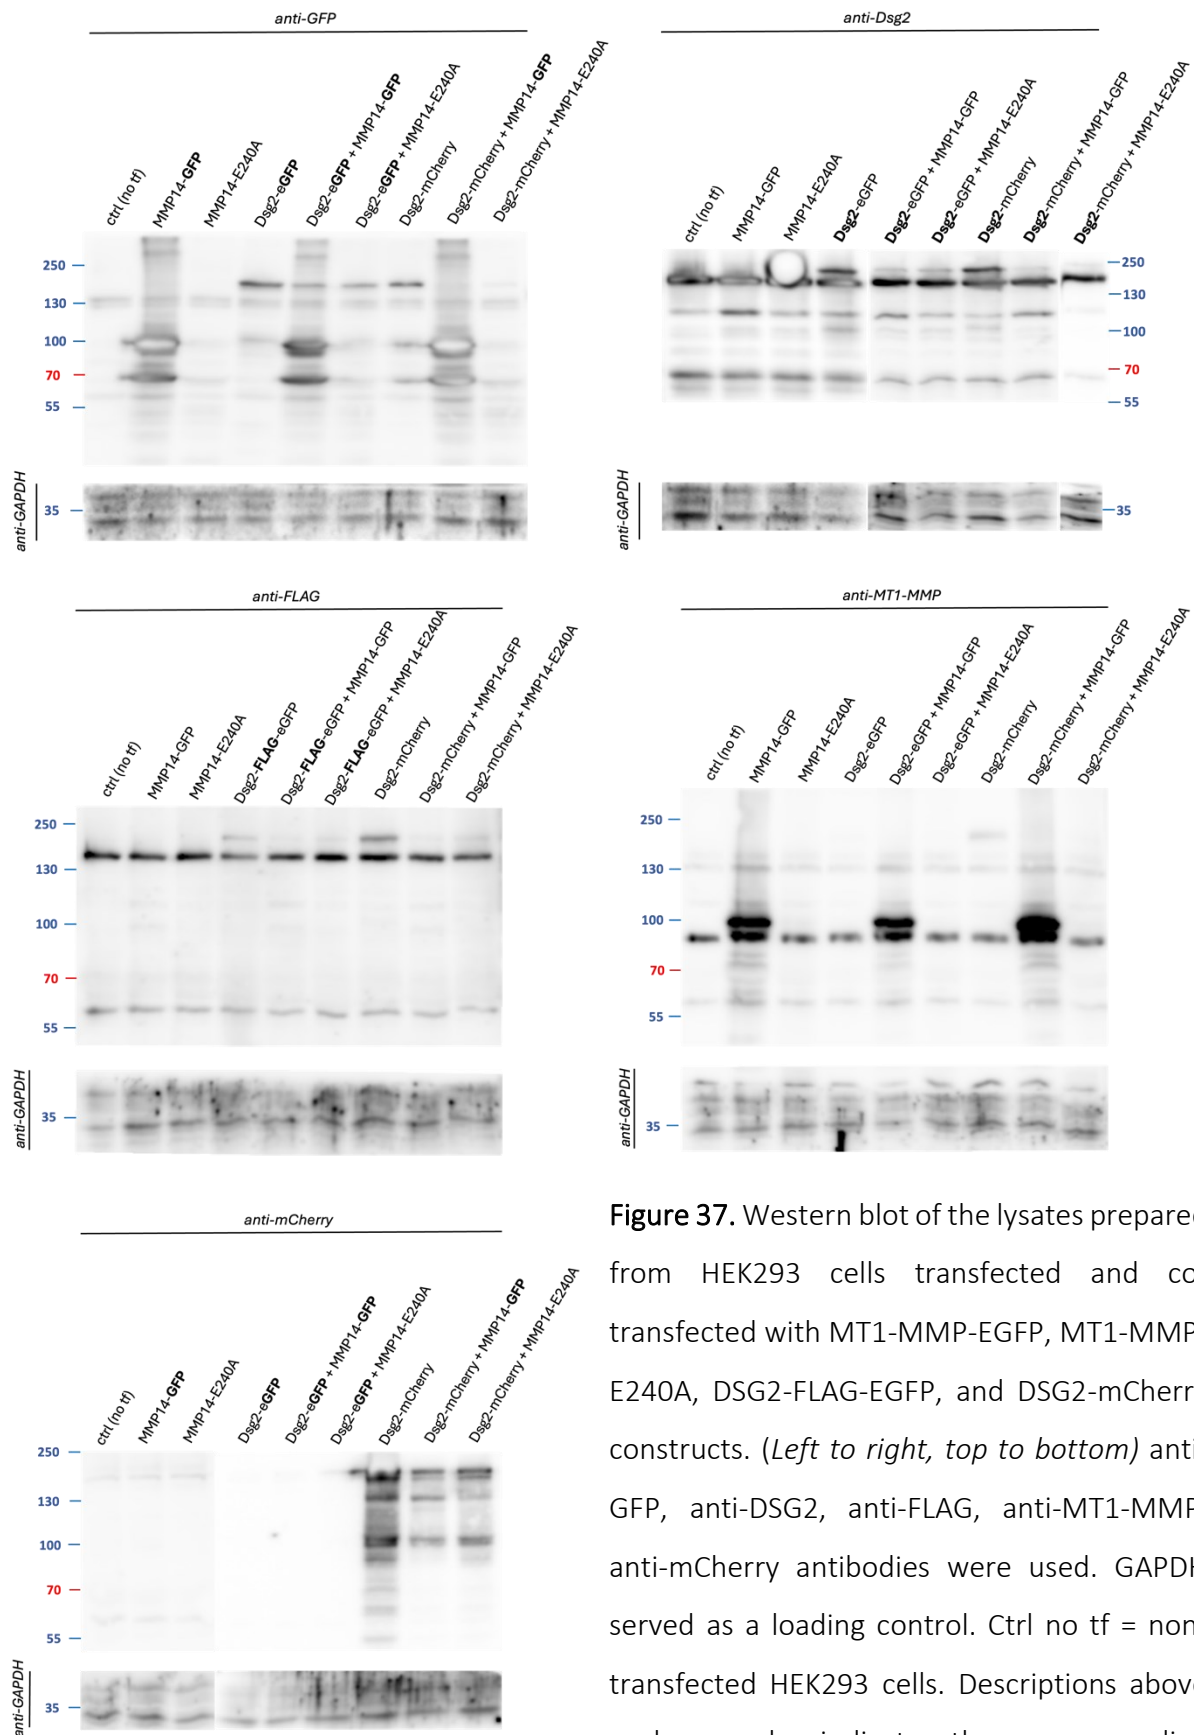 anti-GFP
ctrl (no tf)
MMP14-GFP
MMP14-E240A
Dsg2-eGFP
Dsg2-eGFP + MMP14-GFP
Dsg2-eGFP + MMP14-E240A
Dsg2-mCherry
Dsg2-mCherry + MMP14-GFP
Dsg2-mCherry + MMP14-E240A
250
130
100
70
55
anti-GAPDH
35
anti-Dsg2
ctrl (no tf)
MMP14-GFP
MMP14-E240A
Dsg2-eGFP
Dsg2-eGFP + MMP14-GFP
Dsg2-eGFP + MMP14-E240A
Dsg2-mCherry
Dsg2-mCherry + MMP14-GFP
Dsg2-mCherry + MMP14-E240A
250
130
100
70
55
anti-GAPDH
35
anti-FLAG
ctrl (no tf)
MMP14-GFP
MMP14-E240A
Dsg2-FLAG-eGFP
Dsg2-FLAG-eGFP + MMP14-GFP
Dsg2-FLAG-eGFP + MMP14-E240A
Dsg2-mCherry
Dsg2-mCherry + MMP14-GFP
Dsg2-mCherry + MMP14-E240A
250
130
100
70
55
anti-GAPDH
35
anti-MT1-MMP
ctrl (no tf)
MMP14-GFP
MMP14-E240A
Dsg2-eGFP
Dsg2-eGFP + MMP14-GFP
Dsg2-eGFP + MMP14-E240A
Dsg2-mCherry
Dsg2-mCherry + MMP14-GFP
Dsg2-mCherry + MMP14-E240A
250
130
100
70
55
anti-GAPDH
35
anti-mCherry
ctrl (no tf)
MMP14-GFP
MMP14-E240A
Dsg2-eGFP
Dsg2-eGFP + MMP14-GFP
Dsg2-eGFP + MMP14-E240A
Dsg2-mCherry
Dsg2-mCherry + MMP14-GFP
Dsg2-mCherry + MMP14-E240A
250
130
100
70
55
anti-GAPDH
35
Figure 37. Western blot of the lysates prepared
from HEK293 cells transfected and co
transfected with MT1-MMP-EGFP, MT1-MMP
E240A, DSG2-FLAG-EGFP, and DSG2-mCherr
constructs. (Left to right, top to bottom) anti
GFP, anti-DSG2, anti-FLAG, anti-MT1-MMP
anti-mCherry antibodies were used. GAPDH
served as a loading control. Ctrl no tf = non
transfected HEK293 cells. Descriptions above